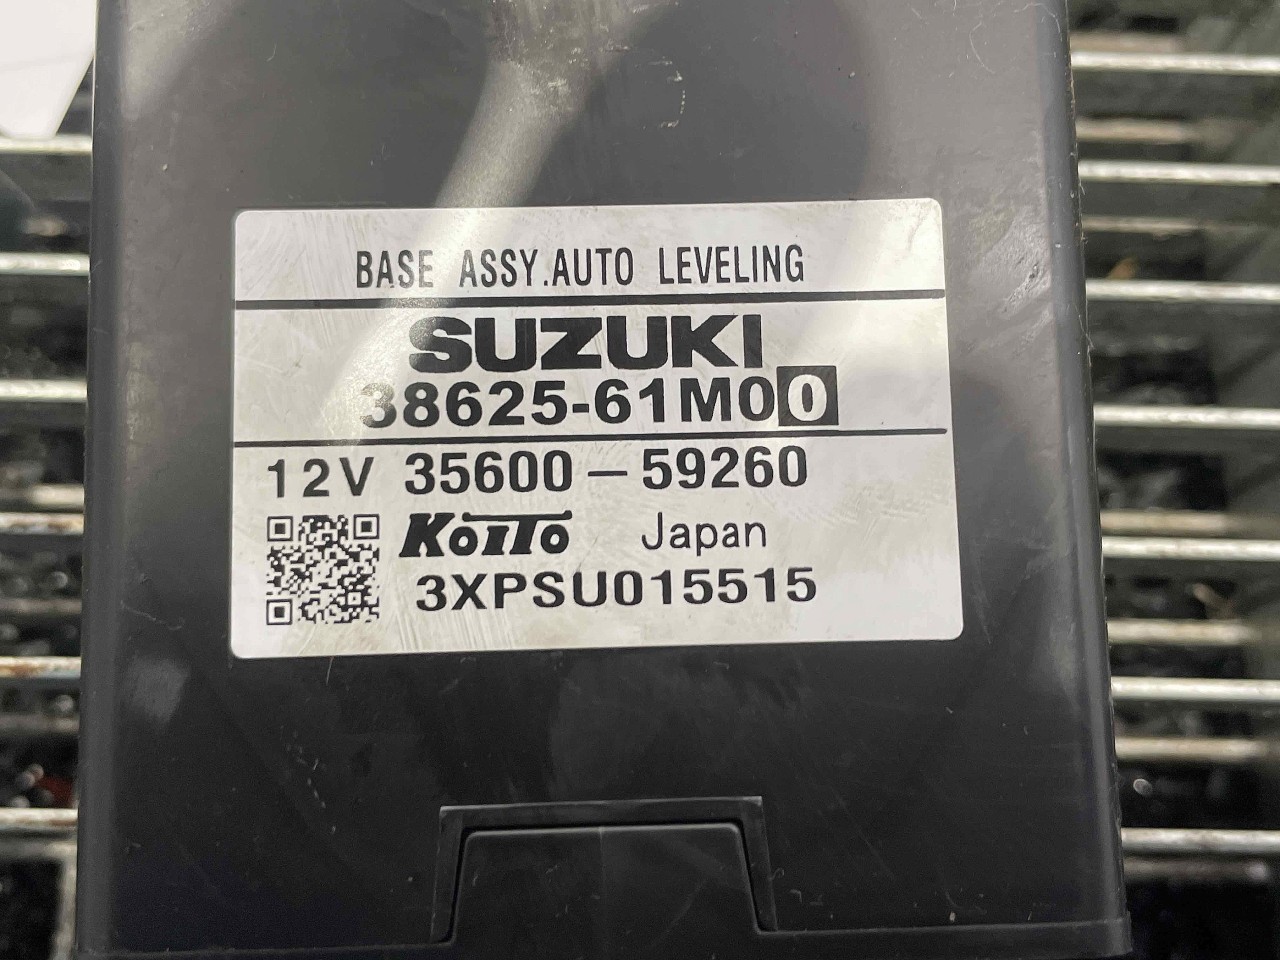 BASE ASSY.AUTO LEVELING
SUZUKI
38625-61M00
12V 35600-59260
KOITO Japan
3XPSU015515